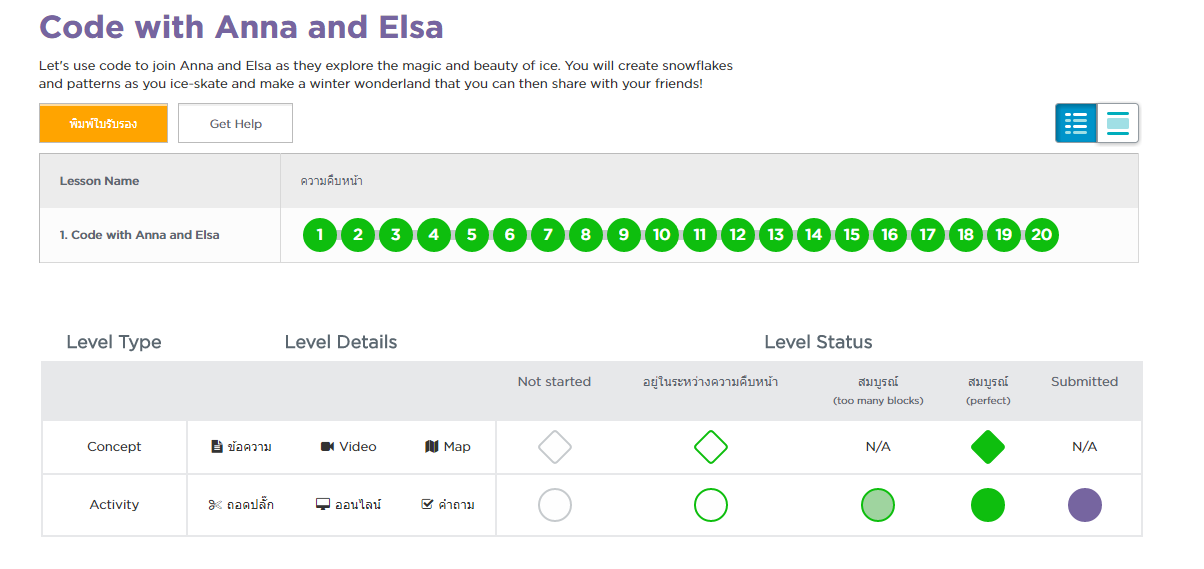 Code with Anna and Elsa
Let's use code to join Anna and Elsa as they explore the magic and beauty of ice. You will create snowflakes
and patterns as you ice-skate and make a winter wonderland that you can then share with your friends!
พิมพ์ใบรับรอง Get Help
Lesson Name ความคืบหน้า
1. Code with Anna and Elsa 1 2 3 4 5 6 7 8 9 10 11 12 13 14 15 16 17 18 19 20
Level Type Level Details Level Status
Not started อยู่ในระหว่างความคืบหน้า สมบูรณ์ สมบูรณ์ Submitted
(too many blocks) (perfect)
Concept ข้อความ Video Map N/A N/A
Activity ถอดปลั๊ก ออนไลน์ คำถาม